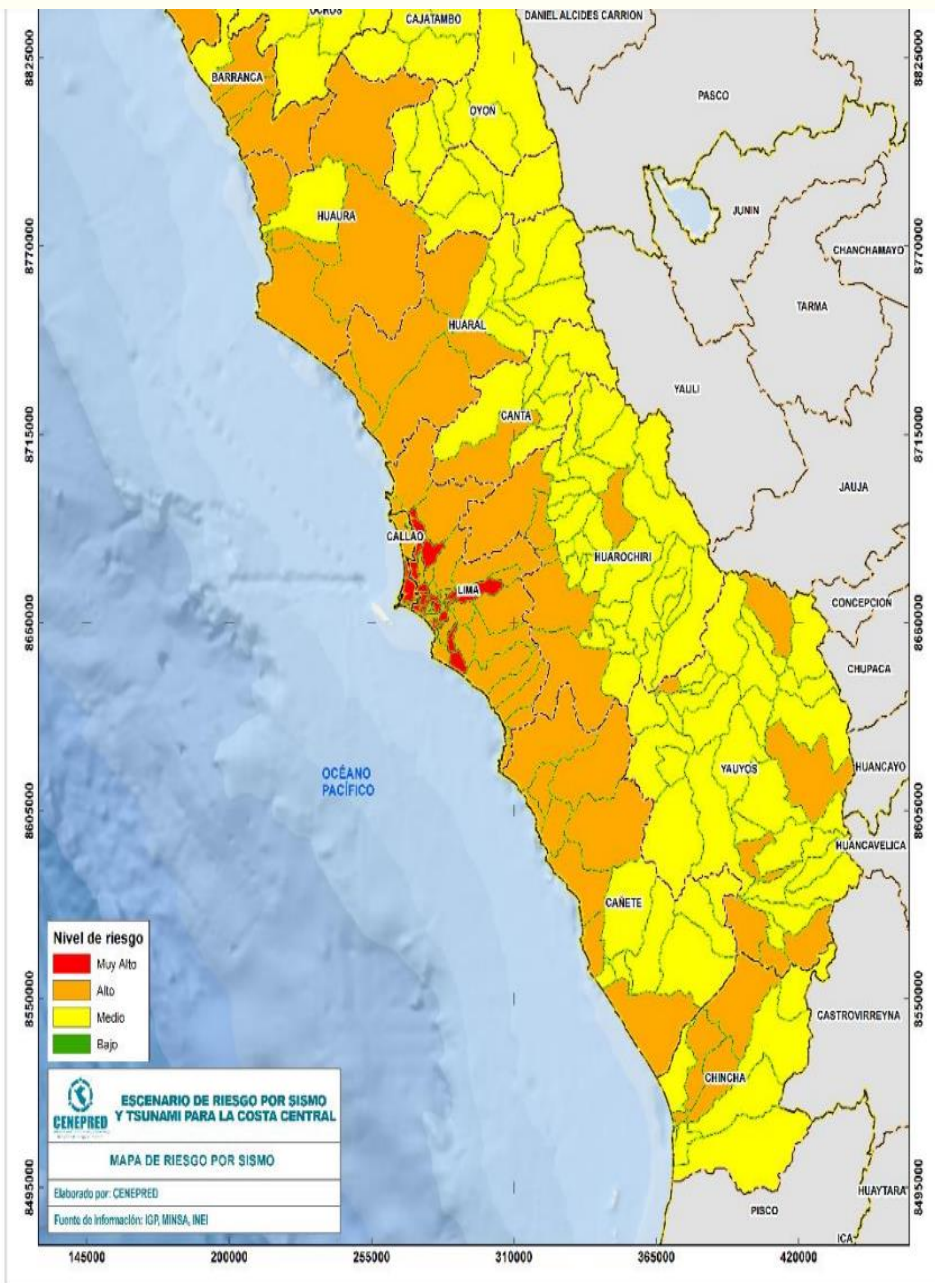 OCROS
CAJATAMBO
DANIEL ALCIDES CARRION
8825000
8825000
BARRANCA
PASCO
OYON
JUNIN
HUAURA
CHANCHAMAYO
8770000
8770000
TARMA
HUARAL
YAULI
CANTA
8715000
8715000
JAUJA
CALLAO
HUAROCHIRI
LIMA
CONCEPCION
8660000
8660000
CHUPACA
OCÉANO
PACÍFICO
YAUYOS
HUANCAYO
8605000
8605000
HUANCAVELICA
CAÑETE
Nivel de riesgo
Muy Alto
Alto
Medio
Bajo
8550000
8550000
CASTROVIRREYNA
CHINCHA
CENEPRED
ESCENARIO DE RIESGO POR SISMO
Y TSUNAMI PARA LA COSTA CENTRAL
MAPA DE RIESGO POR SISMO
Elaborado por: CENEPRED
Fuente de información: IGP, MINSA, INEI
8495000
8495000
HUAYTARA
PISCO
ICA
145000
200000
255000
310000
365000
420000